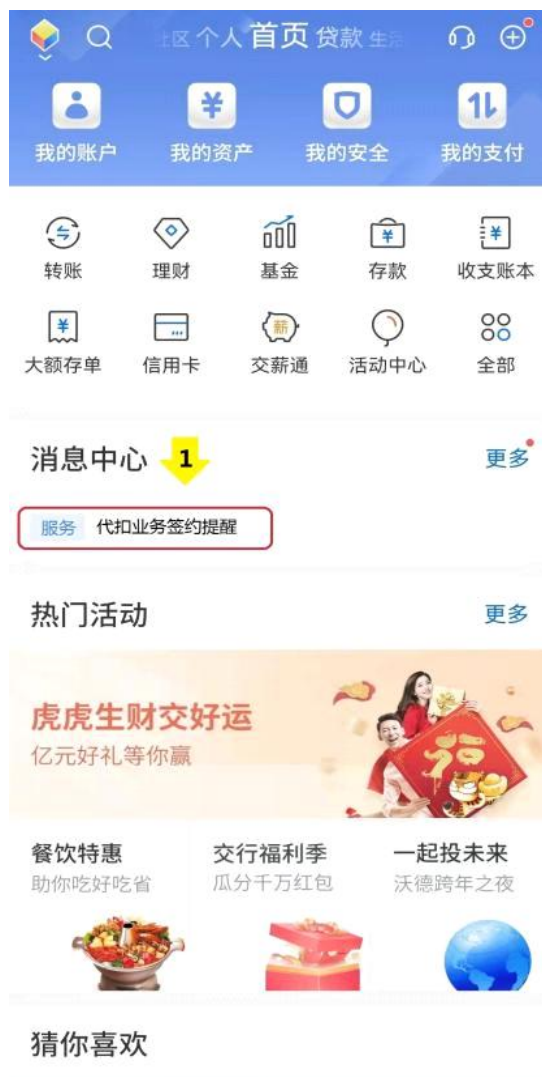 社区 个人 首页 贷款 生活
我的账户 我的资产 我的安全 我的支付
转账 理财 基金 存款 收支账本
薪
大额存单 信用卡 交薪通 活动中心 全部
消息中心 1 更多
服务 代扣业务签约提醒
热门活动 更多
虎虎生财交好运
亿元好礼等你赢
福
餐饮特惠 交行福利季 一起投未来
助你吃好吃省 瓜分千万红包 沃德跨年之夜
猜你喜欢